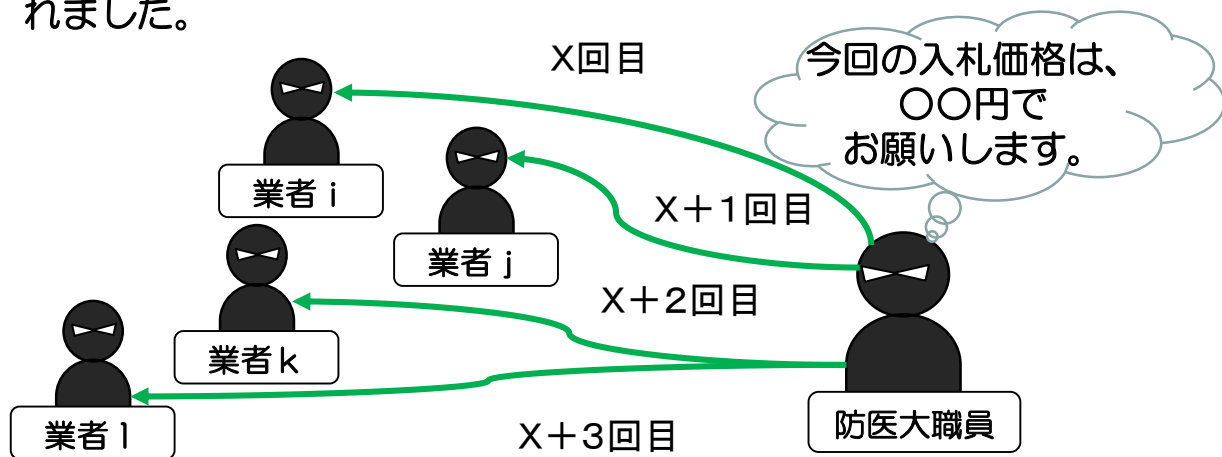 れました。
X回目
今回の入札価格は、
〇〇円で
お願いします。
業者ｉ
X＋１回目
業者ｊ
X＋２回目
業者ｋ
業者ｌ
X＋３回目
防医大職員